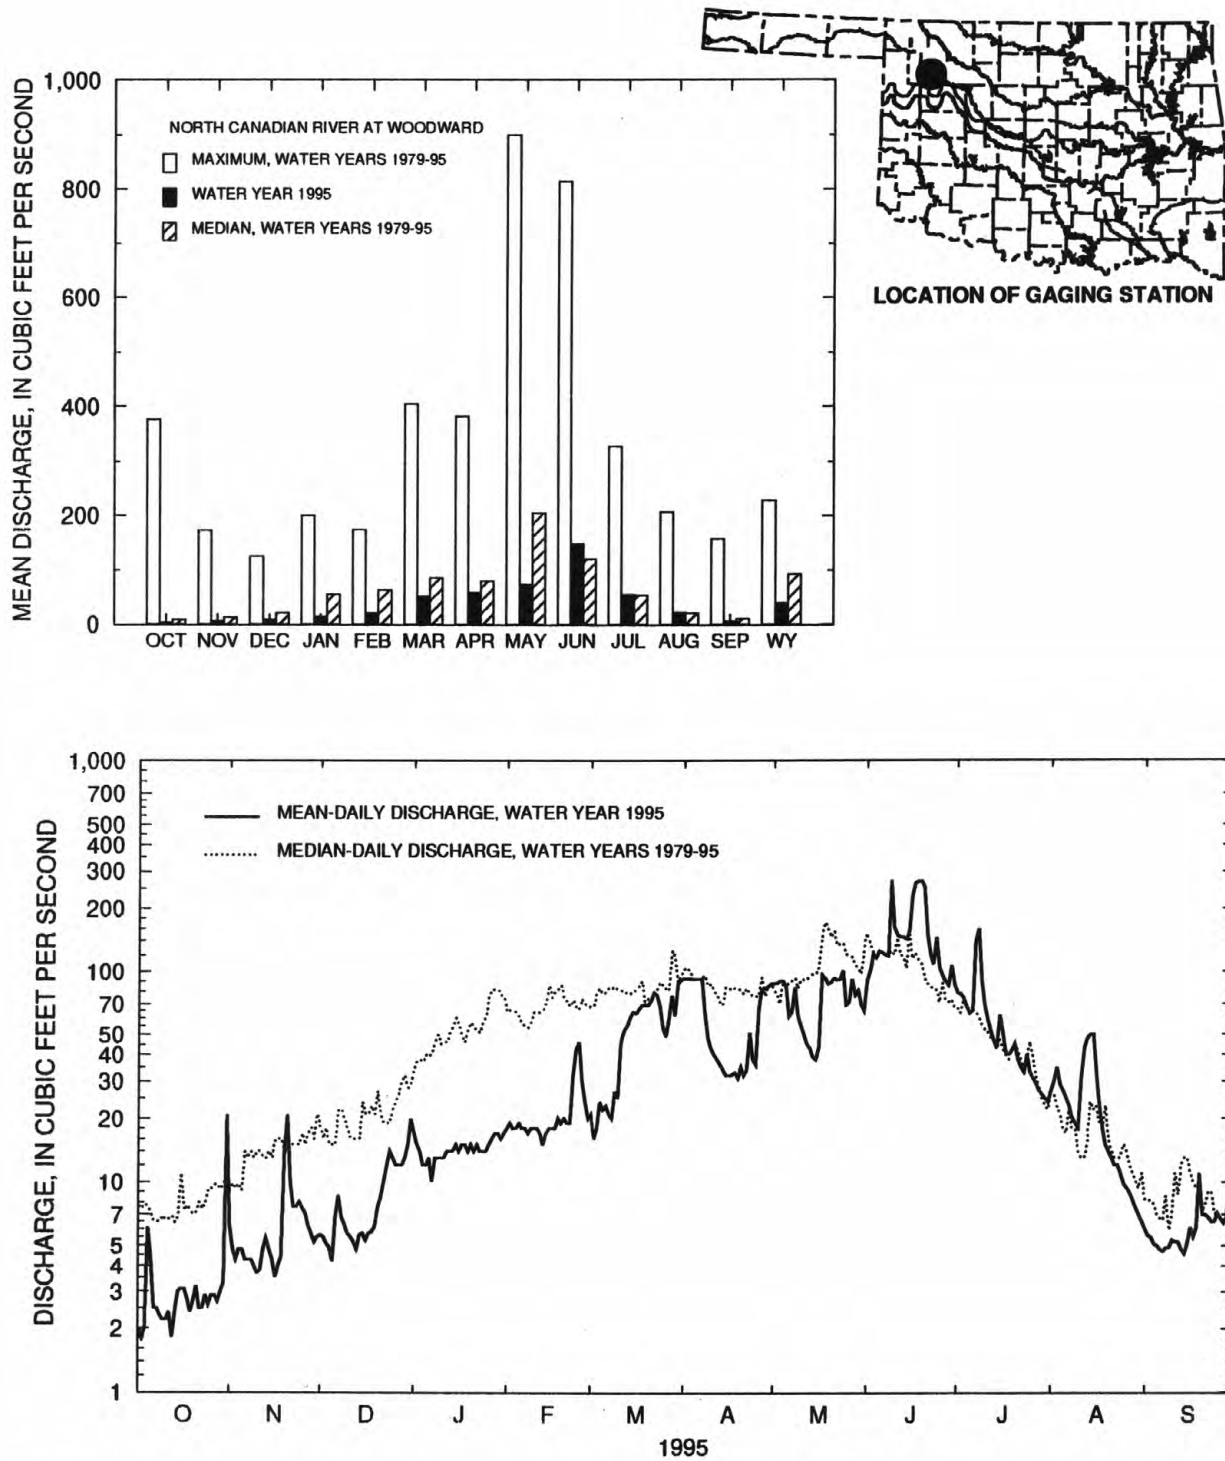 LOCATION OF GAGING STATION
MEAN DISCHARGE, IN CUBIC FEET PER SECOND
1,000
800
600
400
200
0
NORTH CANADIAN RIVER AT WOODWARD
MAXIMUM, WATER YEARS 1979-95
WATER YEAR 1995
MEDIAN, WATER YEARS 1979-95
OCT NOV DEC JAN FEB MAR APR MAY JUN JUL AUG SEP WY
DISCHARGE, IN CUBIC FEET PER SECOND
1,000
700
500
400
300
200
100
70
50
40
30
20
10
7
5
4
3
2
1
MEAN-DAILY DISCHARGE, WATER YEAR 1995
MEDIAN-DAILY DISCHARGE, WATER YEARS 1979-95
O N D J F M A M J J A S
1995